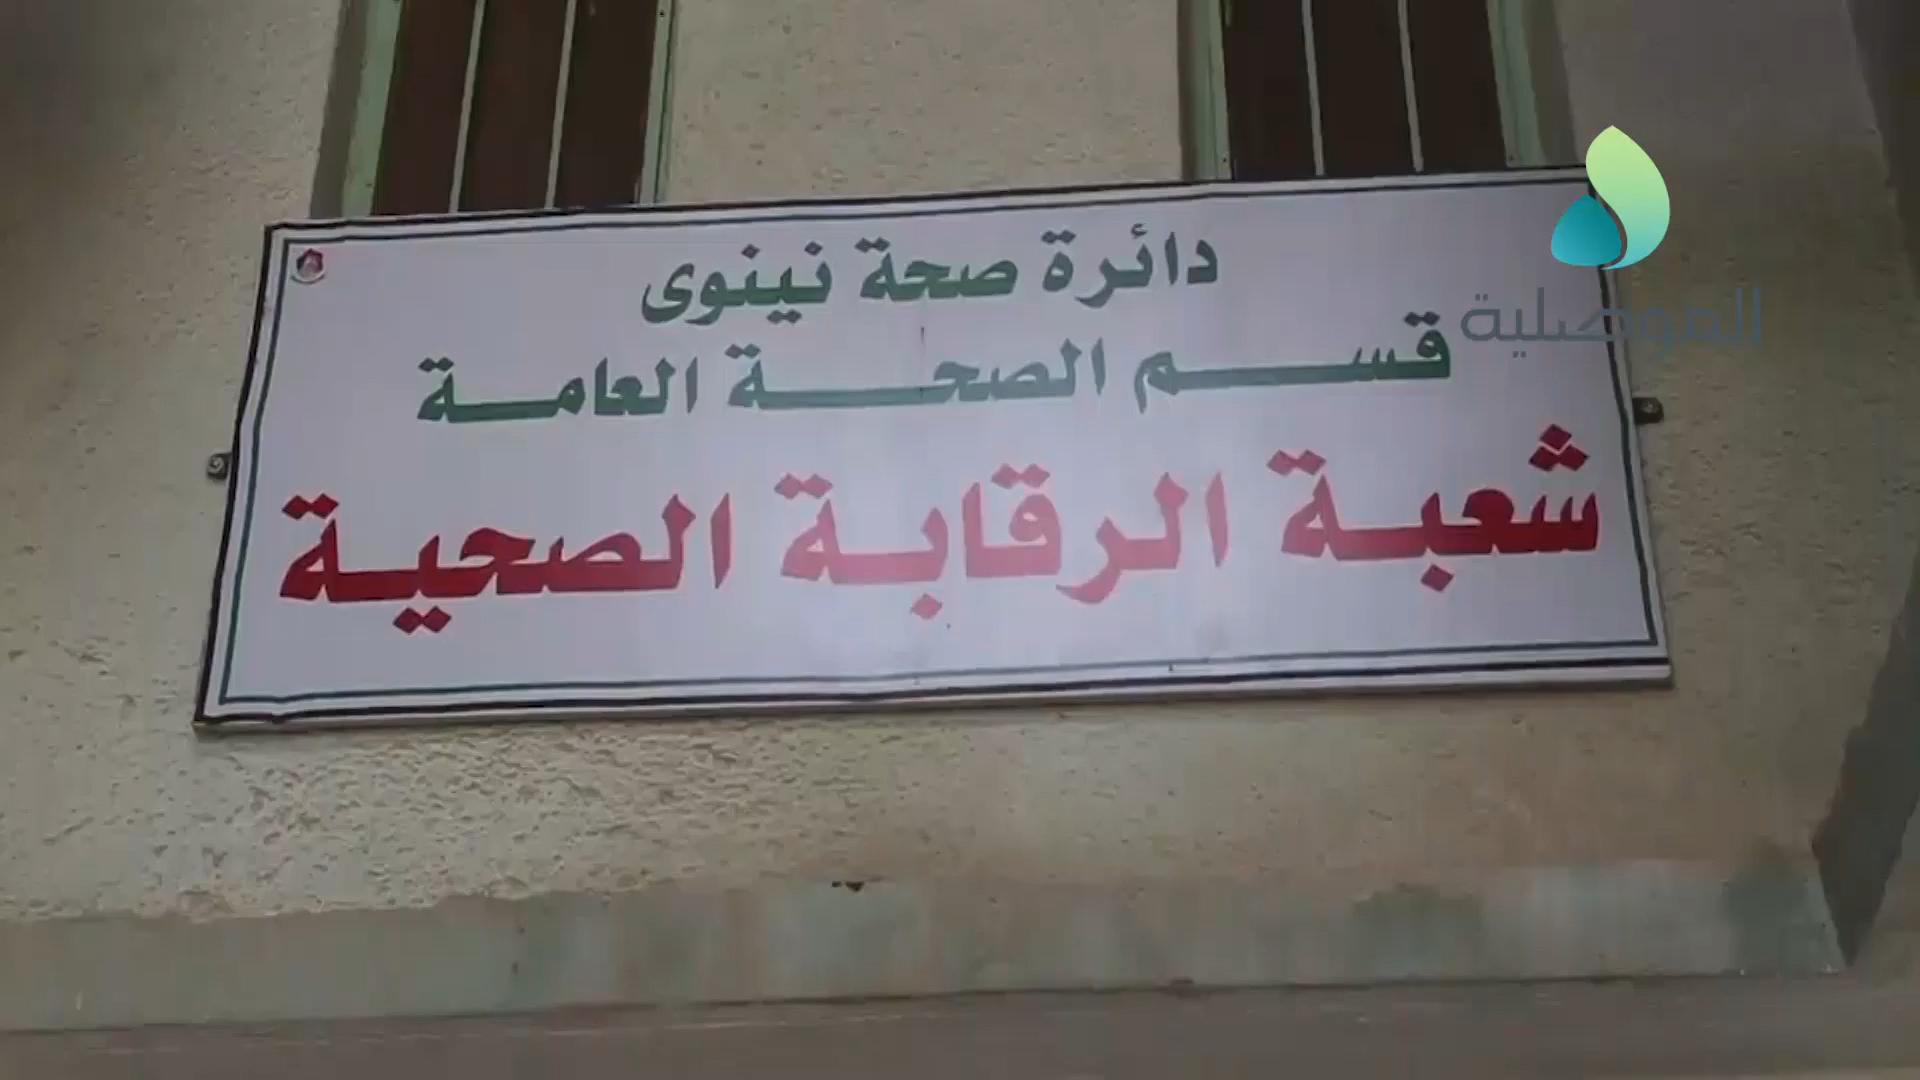 دائرة صحة نينوى
قسم الصحة العامة
شعبة الرقابة الصحية
الموصلية